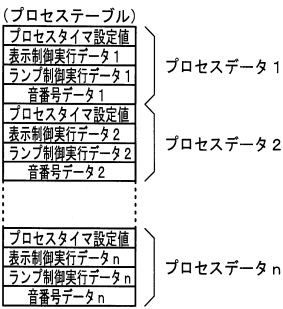 (プロセステーブル)
プロセスタイマ設定値
表示制御実行データ1
ランプ制御実行データ1
音番号データ1
プロセスデータ1
プロセスタイマ設定値
表示制御実行データ2
ランプ制御実行データ2
音番号データ2
プロセスデータ2
プロセスタイマ設定値
表示制御実行データn
ランプ制御実行データn
音番号データn
プロセスデータn